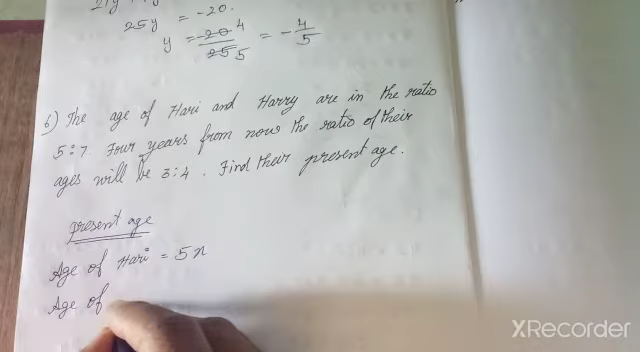 25y = -20.
y = -20 4 / 25 5 = - 4/5
6) The age of Hari and Harry are in the ratio
5:7. Four years from now the ratio of their
ages will be 3:4. Find their present age.
present age
Age of Hari = 5x
Age of
XRecorder